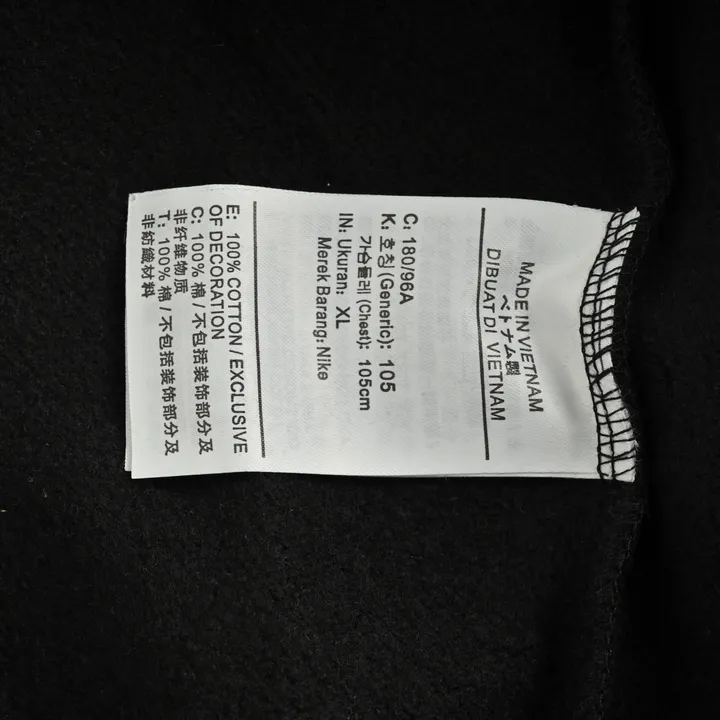 MADE IN VIETNAM
ベトナム製
DIBUAT DI VIETNAM
C: 180/96A
K: 호칭(Generic): 105
가슴둘레 (Chest): 105cm
IN: Ukuran: XL
Merek Barang: Nike
E: 100% COTTON / EXCLUSIVE
OF DECORATION
C: 100% 棉 / 不包括装饰部分及
非纤维物质
T: 100% 棉 / 不包括裝飾部分及
非紡織材料